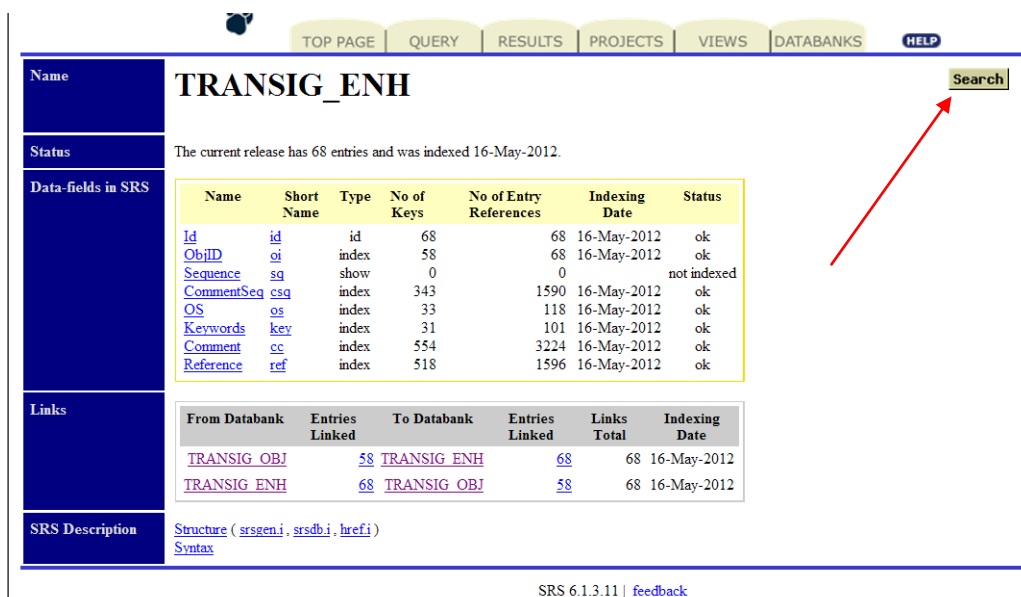 TOP PAGE QUERY RESULTS PROJECTS VIEWS DATABANKS HELP
Name TRANSIG_ENH Search
Status The current release has 68 entries and was indexed 16-May-2012.
Data-fields in SRS
Name Short Name Type No of Keys No of Entry References Indexing Date Status
Id id id 68 68 16-May-2012 ok
ObjID oi index 58 68 16-May-2012 ok
Sequence sq show 0 0 not indexed
CommentSeq csq index 343 1590 16-May-2012 ok
OS os index 33 118 16-May-2012 ok
Keywords key index 31 101 16-May-2012 ok
Comment cc index 554 3224 16-May-2012 ok
Reference ref index 518 1596 16-May-2012 ok
Links
From Databank Entries Linked To Databank Entries Linked Links Total Indexing Date
TRANSIG_OBJ 58 TRANSIG_ENH 68 68 16-May-2012
TRANSIG_ENH 68 TRANSIG_OBJ 58 68 16-May-2012
SRS Description Structure ( srsgen.i , srsdb.i , href.i )
Syntax
SRS 6.1.3.11 | feedback